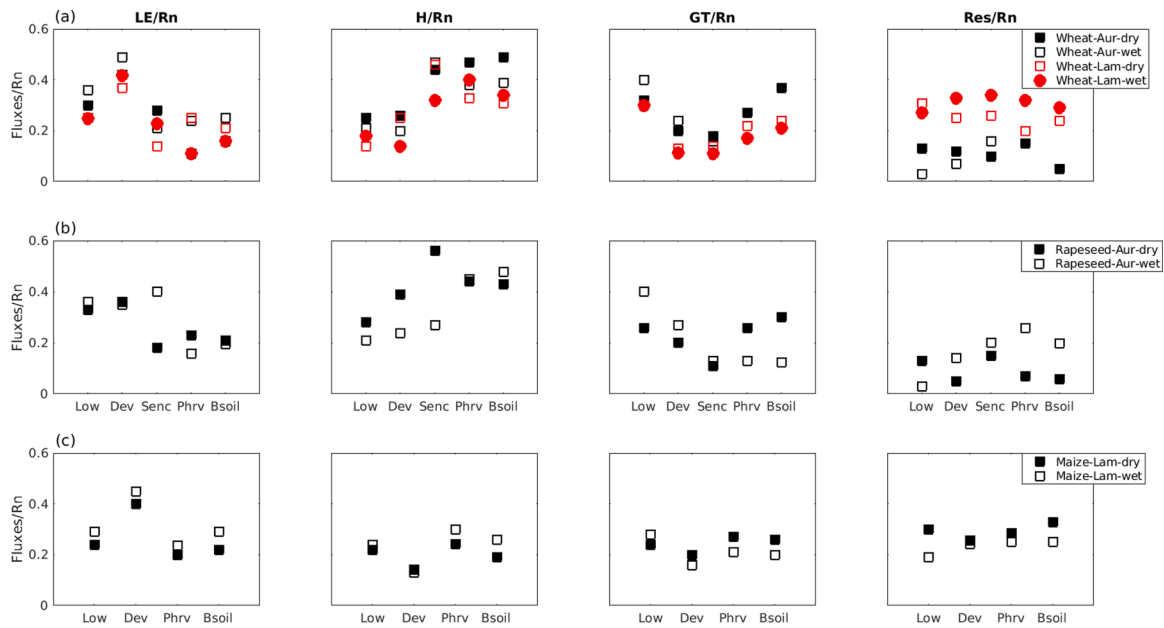 (a) LE/Rn H/Rn GT/Rn Res/Rn
0.6
0.4
0.2
0
Fluxes/Rn
Wheat-Aur-dry
Wheat-Aur-wet
Wheat-Lam-dry
Wheat-Lam-wet
(b)
0.6
0.4
0.2
0
Fluxes/Rn
Rapeseed-Aur-dry
Rapeseed-Aur-wet
Low Dev Senc Phrv Bsoil Low Dev Senc Phrv Bsoil Low Dev Senc Phrv Bsoil Low Dev Senc Phrv Bsoil
(c)
0.6
0.4
0.2
0
Fluxes/Rn
Maize-Lam-dry
Maize-Lam-wet
Low Dev Phrv Bsoil Low Dev Phrv Bsoil Low Dev Phrv Bsoil Low Dev Phrv Bsoil